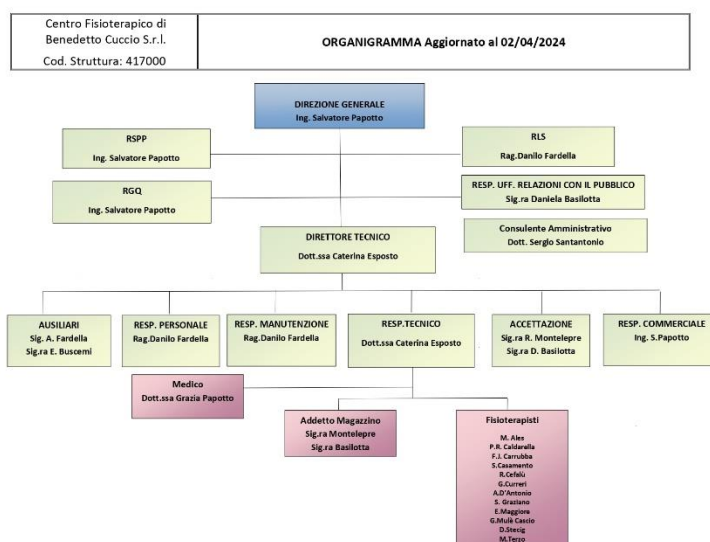 Centro Fisioterapico di
Benedetto Cuccio S.r.l.
Cod. Struttura: 417000
ORGANIGRAMMA Aggiornato al 02/04/2024
DIREZIONE GENERALE
Ing. Salvatore Papotto
RSPP
Ing. Salvatore Papotto
RLS
Rag.Danilo Fardella
RGQ
Ing. Salvatore Papotto
RESP. UFF. RELAZIONI CON IL PUBBLICO
Sig.ra Daniela Basilotta
Consulente Amministrativo
Dott. Sergio Santantonio
DIRETTORE TECNICO
Dott.ssa Caterina Esposto
AUSILIARI
Sig. A. Fardella
Sig.ra E. Buscemi
RESP. PERSONALE
Rag.Danilo Fardella
RESP. MANUTENZIONE
Rag.Danilo Fardella
RESP.TECNICO
Dott.ssa Caterina Esposto
ACCETTAZIONE
Sig.ra R. Montelepre
Sig.ra D. Basilotta
RESP. COMMERCIALE
Ing. S.Papotto
Medico
Dott.ssa Grazia Papotto
Addetto Magazzino
Sig.ra Montelepre
Sig.ra Basilotta
Fisioterapisti
M. Ales
P.R. Caldarella
F.J. Carrubba
S.Casamento
R.Cefalù
G.Curreri
A.D'Antonio
S. Graziano
E.Maggiore
G.Mulè Cascio
D.Stecig
M.Terzo